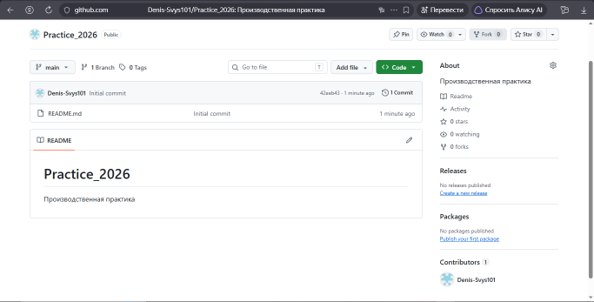 github.com
Denis-Svys101/Practice_2026: Производственная практика
Перевести
Спросить Алису AI
Practice_2026
Public
Pin
Watch 0
Fork 0
Star 0
main
1 Branch
0 Tags
Go to file
Add file
Code
Denis-Svys101 Initial commit
42eeb43 · 1 minute ago
1 Commit
README.md
Initial commit
1 minute ago
README
Practice_2026
Производственная практика
About
Производственная практика
Readme
Activity
0 stars
0 watching
0 forks
Releases
No releases published
Create a new release
Packages
No packages published
Publish your first package
Contributors 1
Denis-Svys101